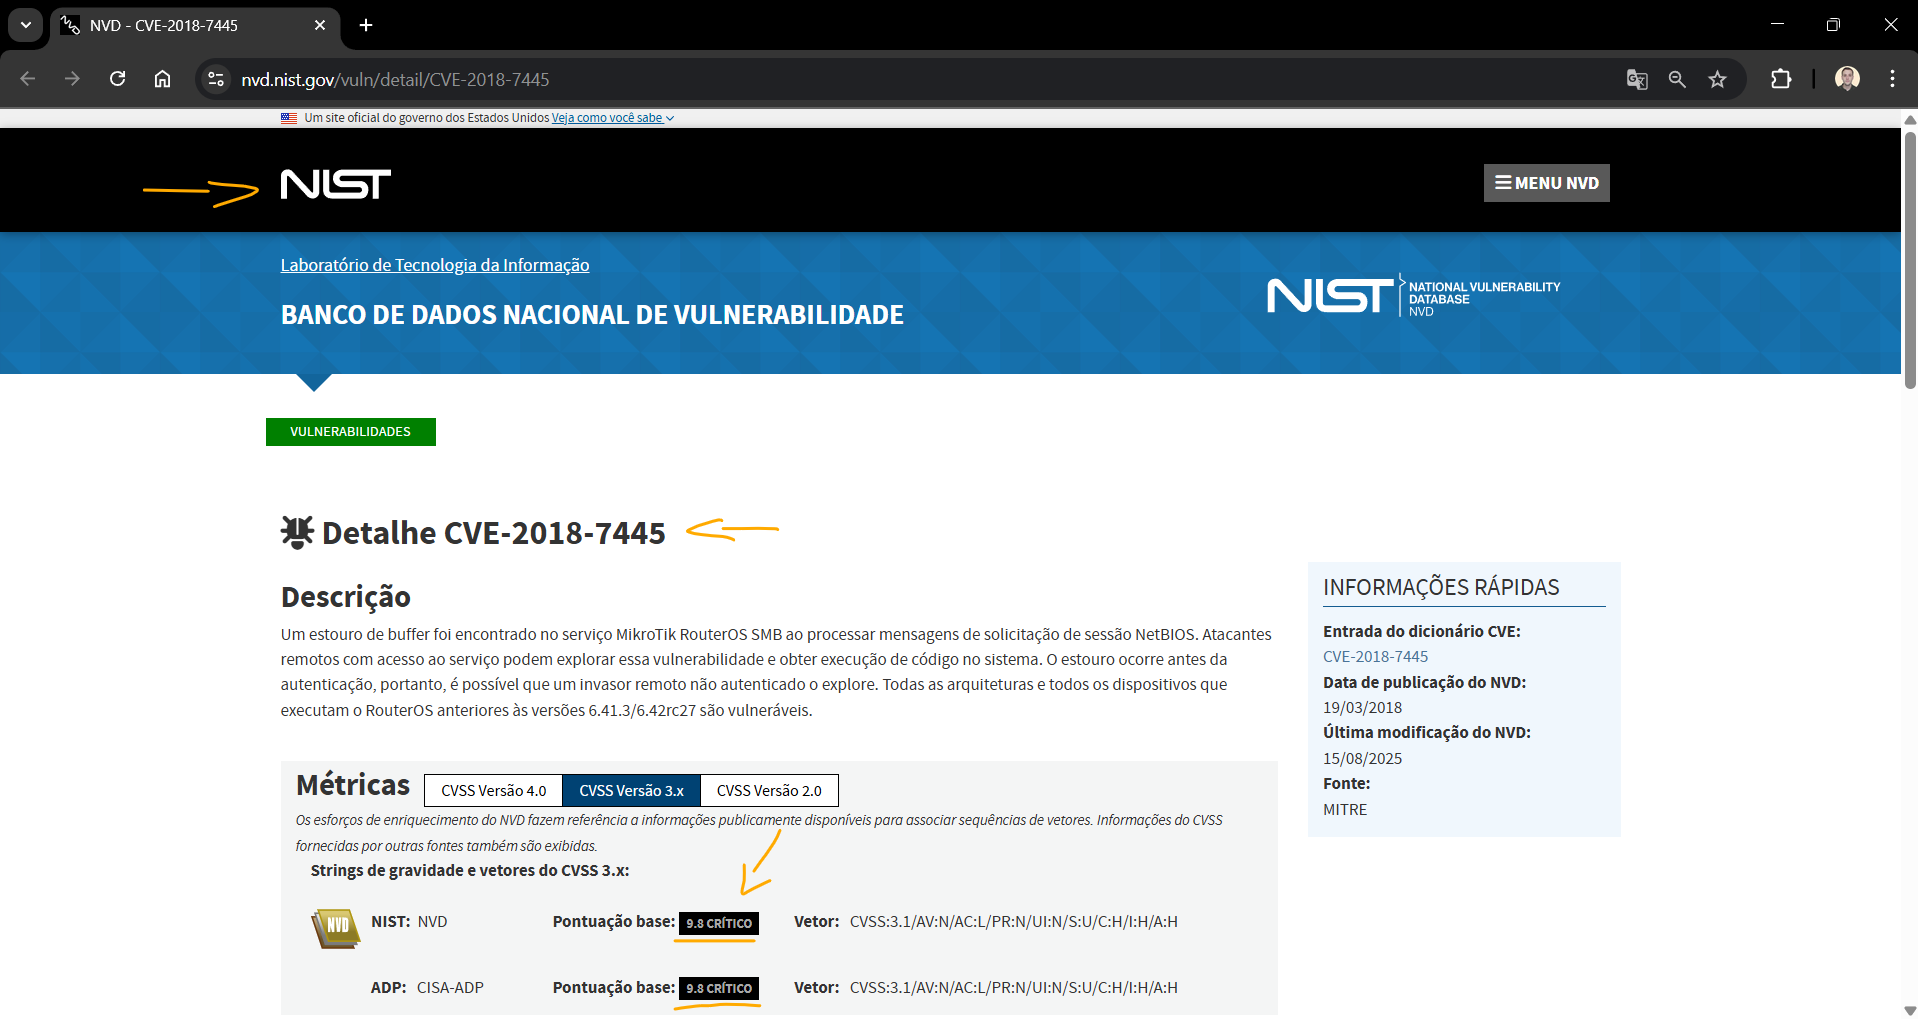 NVD - CVE-2018-7445
nvd.nist.gov/vuln/detail/CVE-2018-7445
Um site oficial do governo dos Estados Unidos Veja como você sabe
NIST
MENU NVD
Laboratório de Tecnologia da Informação
BANCO DE DADOS NACIONAL DE VULNERABILIDADE
NIST
NATIONAL VULNERABILITY
DATABASE
NVD
VULNERABILIDADES
Detalhe CVE-2018-7445
Descrição
Um estouro de buffer foi encontrado no serviço MikroTik RouterOS SMB ao processar mensagens de solicitação de sessão NetBIOS. Atacantes
remotos com acesso ao serviço podem explorar essa vulnerabilidade e obter execução de código no sistema. O estouro ocorre antes da
autenticação, portanto, é possível que um invasor remoto não autenticado o explore. Todas as arquiteturas e todos os dispositivos que
executam o RouterOS anteriores às versões 6.41.3/6.42rc27 são vulneráveis.
INFORMAÇÕES RÁPIDAS
Entrada do dicionário CVE:
CVE-2018-7445
Data de publicação do NVD:
19/03/2018
Última modificação do NVD:
15/08/2025
Fonte:
MITRE
Métricas CVSS Versão 4.0 CVSS Versão 3.x CVSS Versão 2.0
Os esforços de enriquecimento do NVD fazem referência a informações publicamente disponíveis para associar sequências de vetores. Informações do CVSS
fornecidas por outras fontes também são exibidas.
Strings de gravidade e vetores do CVSS 3.x:
NVD NIST: NVD Pontuação base: 9.8 CRÍTICO Vetor: CVSS:3.1/AV:N/AC:L/PR:N/UI:N/S:U/C:H/I:H/A:H
ADP: CISA-ADP Pontuação base: 9.8 CRÍTICO Vetor: CVSS:3.1/AV:N/AC:L/PR:N/UI:N/S:U/C:H/I:H/A:H